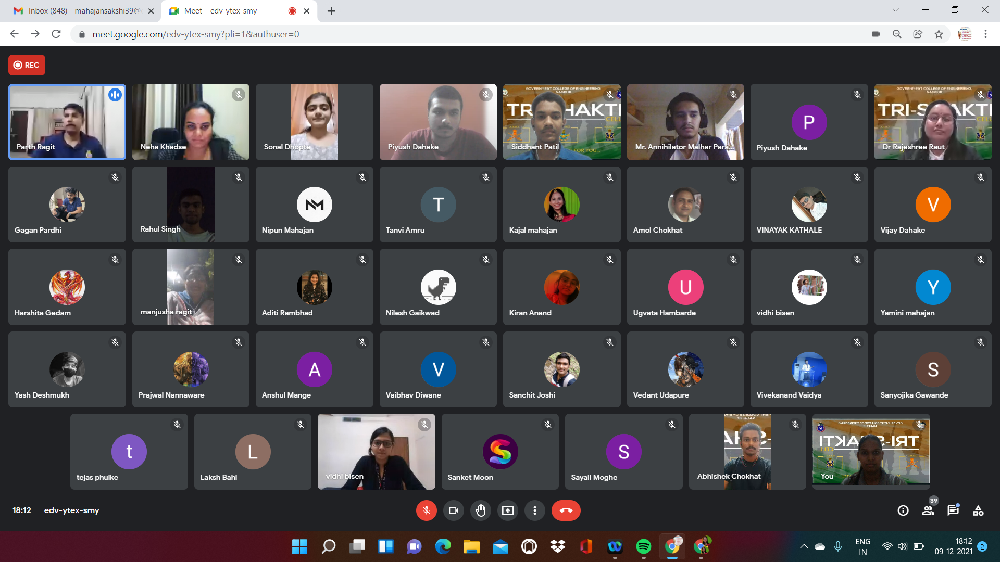 Inbox (848) - mahajansakshi39@
Meet – edv-ytex-smy
meet.google.com/edv-ytex-smy?pli=1&authuser=0
REC
Parth Ragit
Neha Khadse
Sonal Dhopte
Piyush Dahake
GOVERNMENT COLLEGE OF ENGINEERING,
NAGPUR
FOR YOU...
Siddhant Patil
Mr. Annihilator Malhar Para...
P
Piyush Dahake
GOVERNMENT COLLEGE OF ENGINEERING,
NAGPUR
TRI-SHAKTI
CELL
Dr Rajeshree Raut
Gagan Pardhi
Rahul Singh
Nipun Mahajan
T
Tanvi Amru
Kajal mahajan
Amol Chokhat
VINAYAK KATHALE
V
Vijay Dahake
Harshita Gedam
manjusha ragit
Aditi Rambhad
Nilesh Gaikwad
Kiran Anand
U
Ugvata Hambarde
vidhi bisen
Y
Yamini mahajan
Yash Deshmukh
Prajwal Nannaware
A
Anshul Mange
V
Vaibhav Diwane
Sanchit Joshi
Vedant Udapure
Vivekanand Vaidya
S
Sanyojika Gawande
t
tejas phulke
L
Laksh Bahl
vidhi bisen
S
Sanket Moon
S
Sayali Moghe
NAGPUR
Abhishek Chokhat
You
18:12 | edv-ytex-smy
39
ENG
IN
18:12
09-12-2021
2